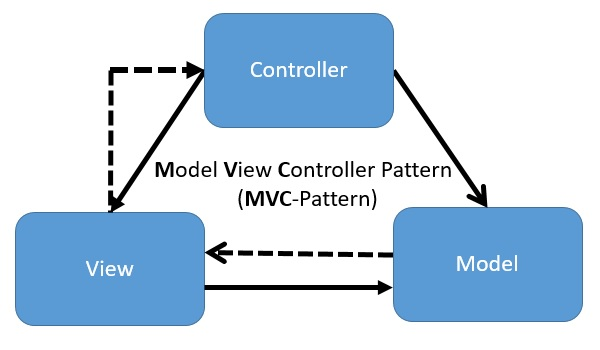 Controller
Model View Controller Pattern
(MVC-Pattern)
View
Model